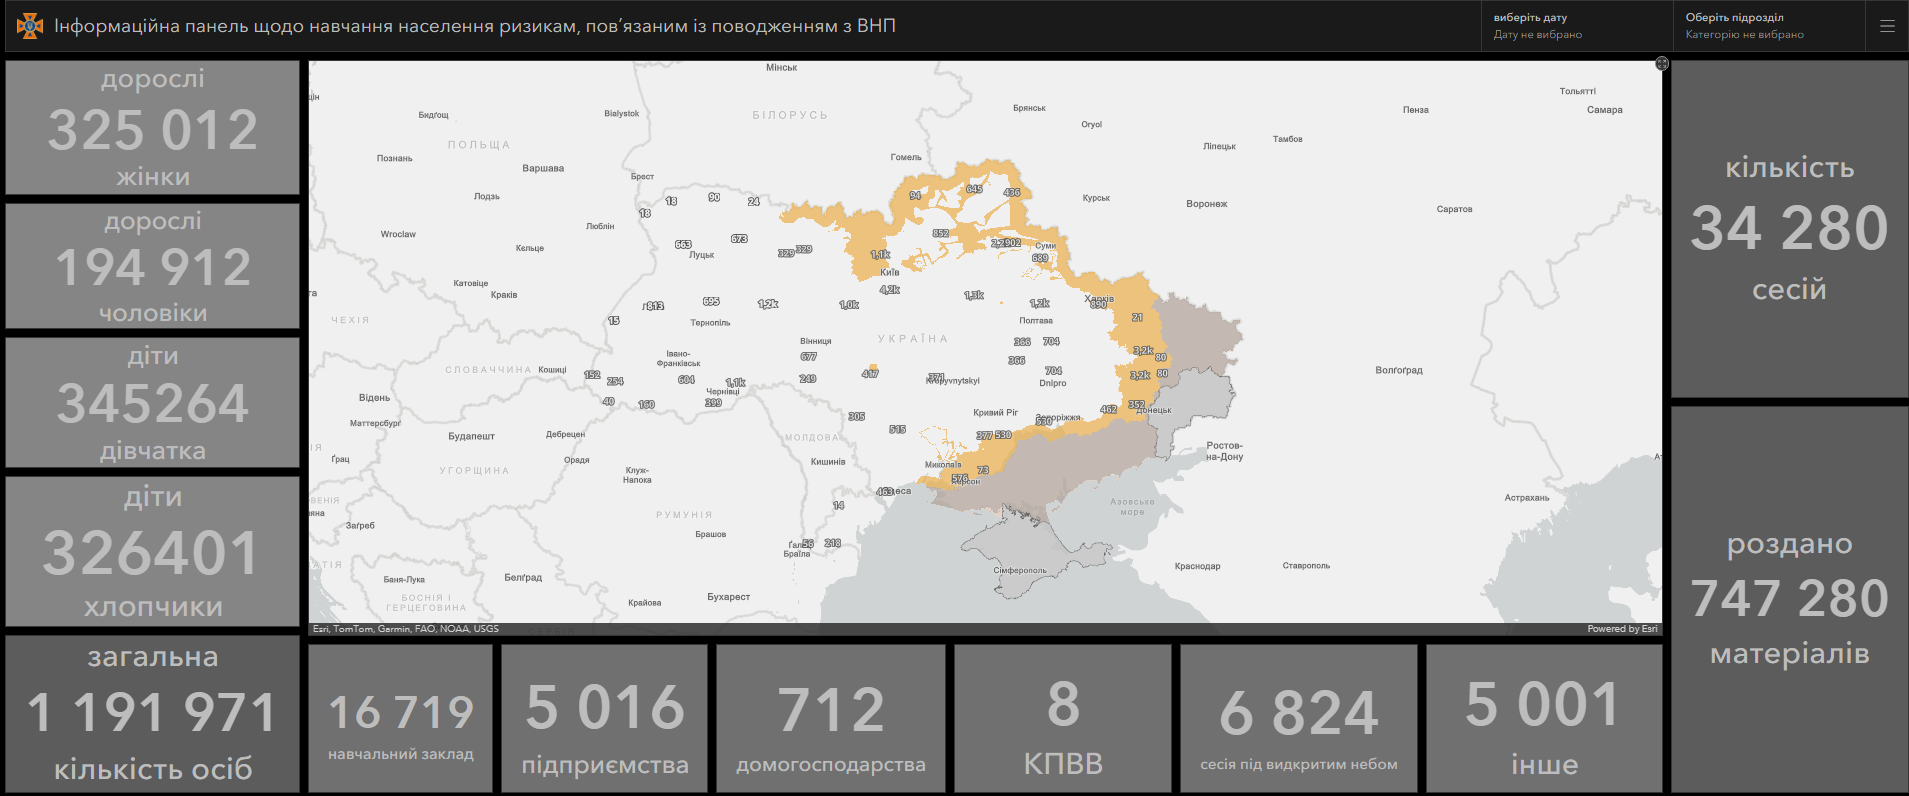 Інформаційна панель щодо навчання населення ризикам, пов’язаним із поводженням з ВНП
виберіть дату
Дату не вибрано
Оберіть підрозділ
Категорію не вибрано
дорослі
325 012
жінки
дорослі
194 912
чоловіки
діти
345264
дівчатка
діти
326401
хлопчики
загальна
1 191 971
кількість осіб
Мінськ
Тольятті
Самара
Пенза
Брянськ
Бидгощ
Bialystok
БІЛОРУСЬ
Oryol
Тамбов
Ліпецьк
ПОЛЬЩА
Познань
Варшава
Гомель
Брест
Лодзь
Курськ
Воронеж
Саратов
18
90
24
18
94
645
436
Люблін
Wroclaw
Кельце
663
673
329
329
852
2,2902
Суми
689
Луцьк
1,1k
Київ
Катовіце
Краків
4,2k
1,3k
1,2k
Харків
890
813
695
1,2k
1,0k
15
Тернопіль
Полтава
21
ЧЕХІЯ
УКРАЇНА
Вінниця
677
366
704
3,2k
80
Івано-
Франківськ
366
704
СЛОВАЧЧИНА
Кошиці
152
254
604
1,1k
249
417
371
Kropyvnytskyi
Dnipro
3,2k
80
Волгоград
Чернівці
399
Відень
40
160
305
Кривий Ріг
Запоріжжя
530
462
352
Донецьк
Маттерсбург
Будапешт
Дебрецен
МОЛДОВА
515
377
530
Ростов-
на-Дону
Грац
Орадя
УГОРЩИНА
Клуж-
Напока
Кишинів
Миколаїв
73
576
Херсон
463
Одеса
14
Азовське
море
Астрахань
Загреб
РУМУНІЯ
Брашов
56
218
Браїла
Сімферополь
Краснодар
Ставрополь
Баня-Лука
Белград
БОСНІЯ І
ГЕРЦЕГОВИНА
Крайова
Бухарест
Esri, TomTom, Garmin, FAO, NOAA, USGS
Powered by Esri
16 719
навчальний заклад
5 016
підприємства
712
домогосподарства
8
КПВВ
6 824
сесія під видкритим небом
5 001
інше
кількість
34 280
сесій
роздано
747 280
матеріалів